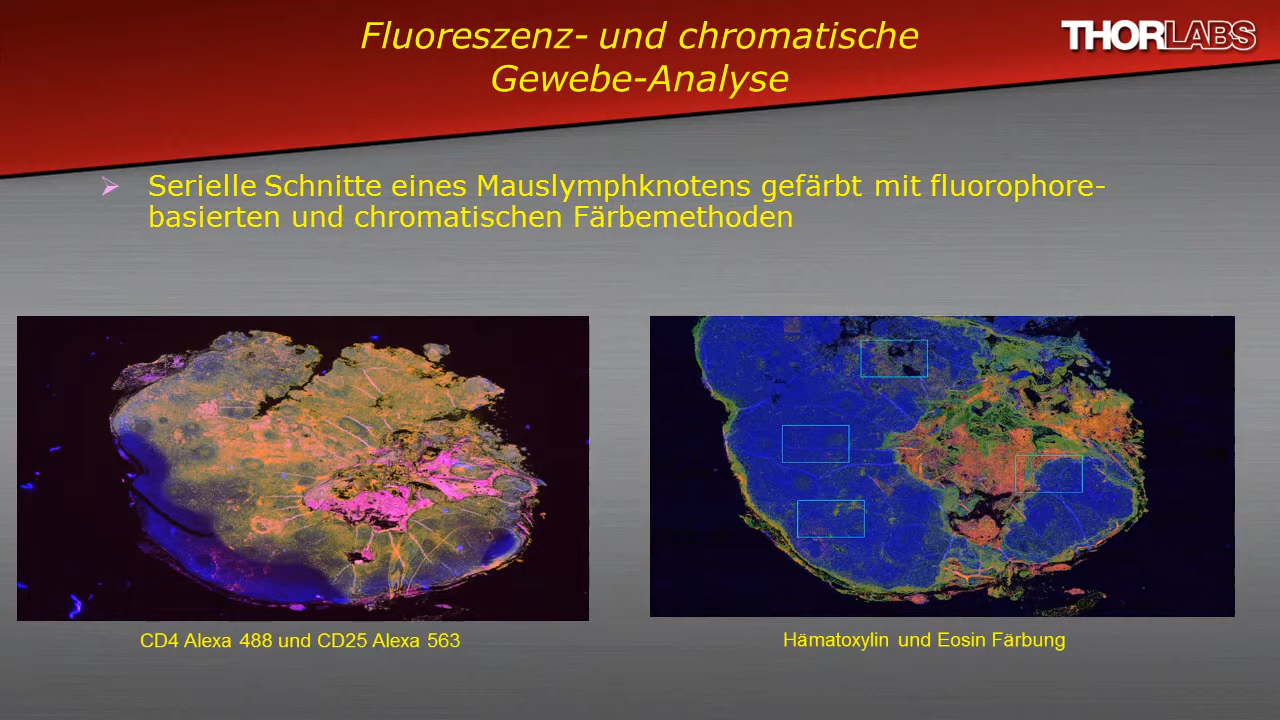 Fluoreszenz- und chromatische
Gewebe-Analyse
THORLABS
Serielle Schnitte eines Mauslymphknotens gefärbt mit fluorophore-
basierten und chromatischen Färbemethoden
CD4 Alexa 488 und CD25 Alexa 563
Hämatoxylin und Eosin Färbung